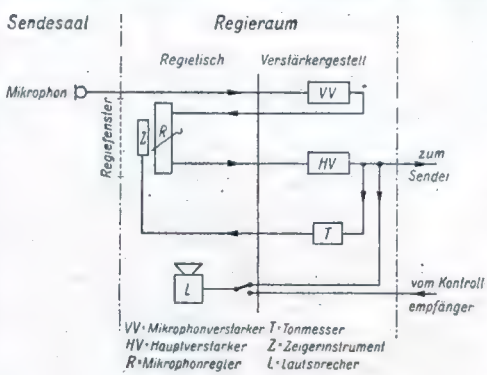 Sendesaal
Regieraum
Regietisch
Verstärkergestell
Mikrophon
VV
Regiefenster
Z
R
HV
zum
Sender
T
L
vom Kontroll
empfänger
VV=Mikrophonverstärker T=Tonmesser
HV=Hauptverstärker Z=Zeigerinstrument
R=Mikrophonregler L=Lautsprecher